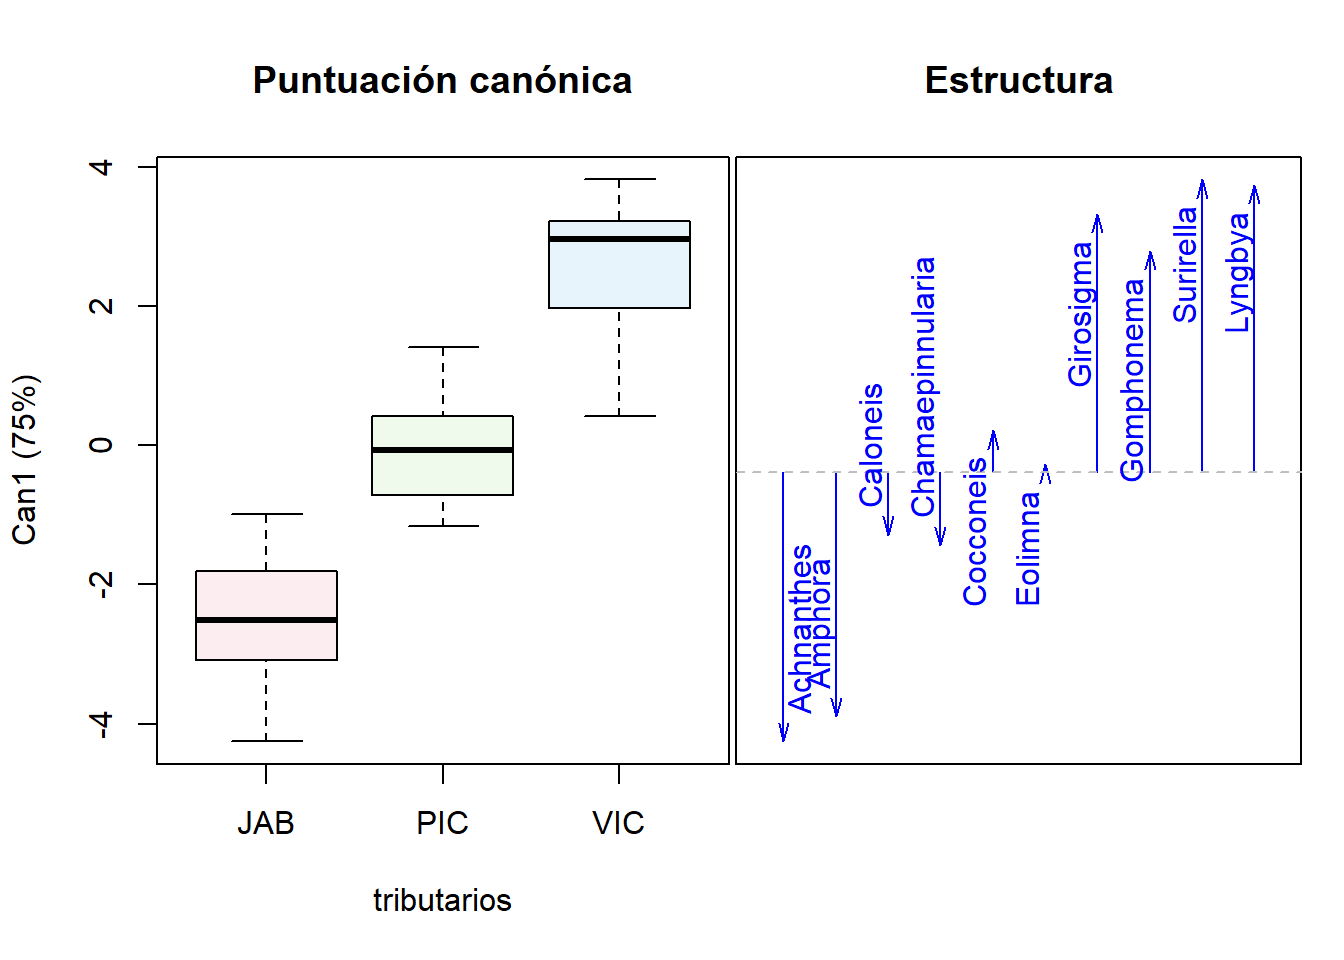 Puntuación canónica
Estructura
Can1 (75%)
4
2
0
-2
-4
JAB
PIC
VIC
tributarios
Achnanthes
Amphora
Caloneis
Chamaepinnularia
Cocconeis
Eolimna
Girosigma
Gomphonema
Surirella
Lyngbya